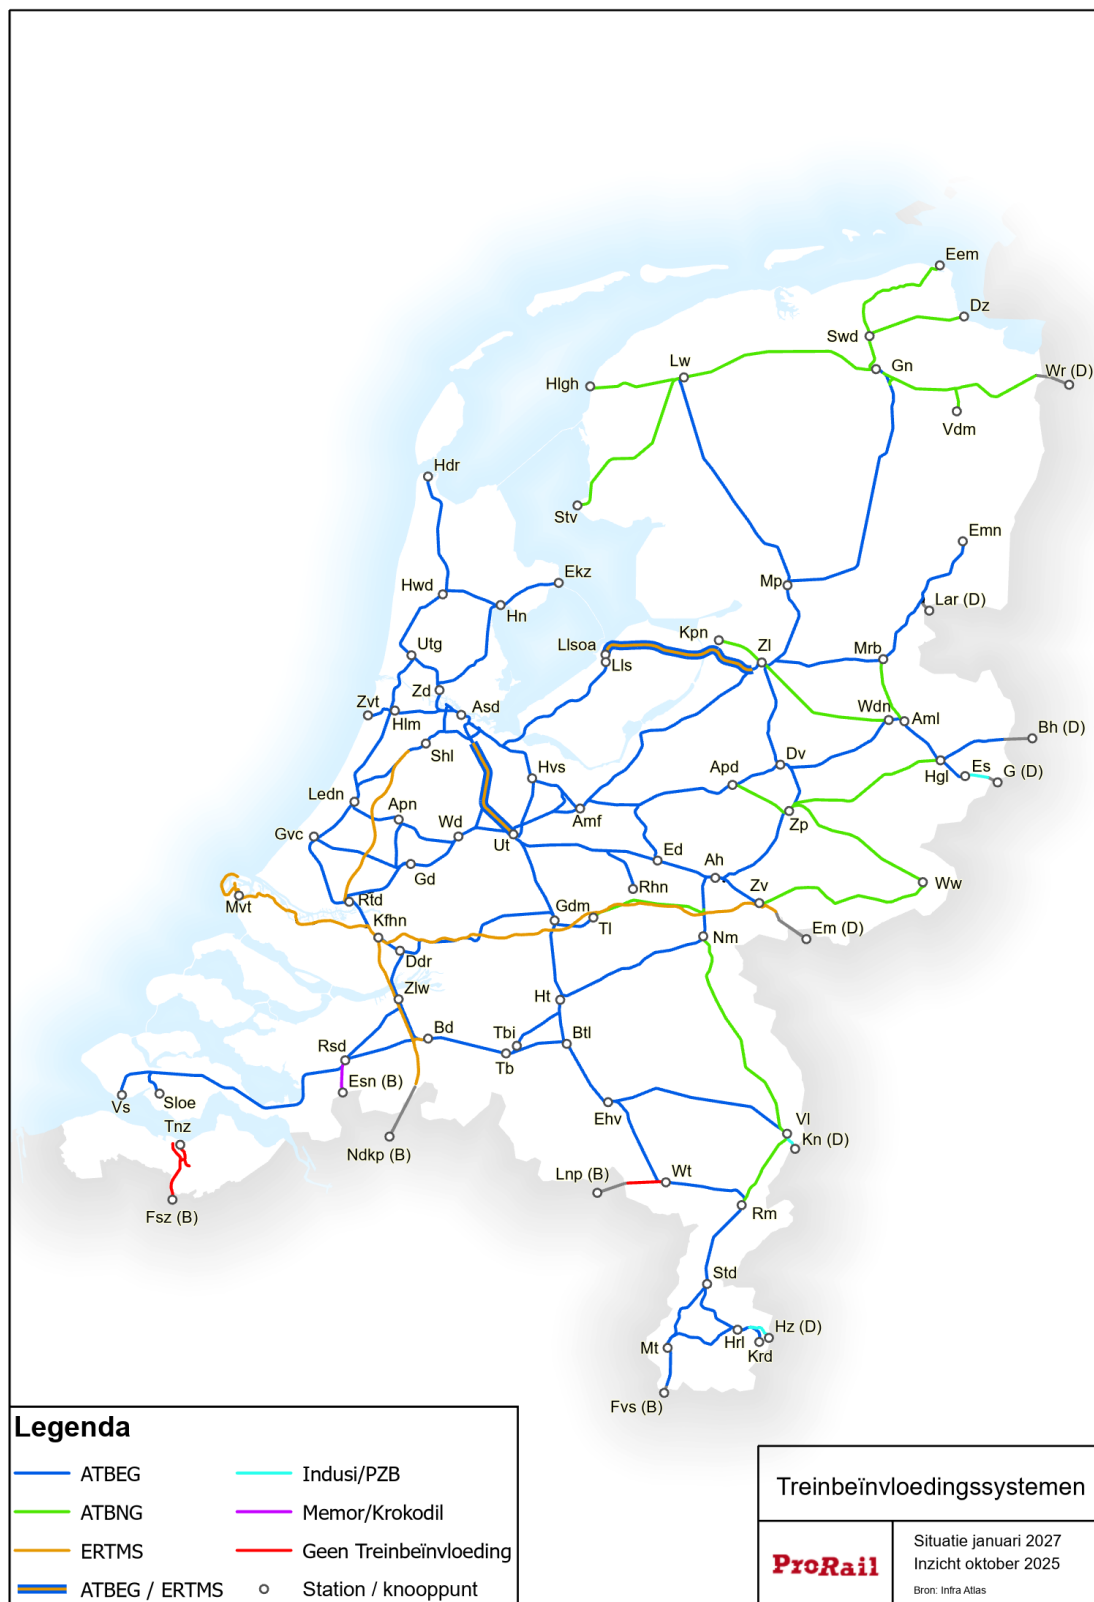 Eem
Dz
Swd
Lw
Gn
Hlgh
Wr (D)
Vdm
Hdr
Stv
Emn
Ekz
Mp
Hwd
Lar (D)
Hn
Kpn
Utg
Llsoa
Zl
Mrb
Lls
Zd
Zvt
Asd
Wdn
Hlm
Aml
Bh (D)
Shl
Dv
Hvs
Apd
Es
G (D)
Hgl
Ledn
Apn
Amf
Zp
Gvc
Wd
Ut
Ed
Ah
Gd
Rhn
Zv
Ww
Mvt
Rtd
Gdm
Kfhn
Tl
Em (D)
Nm
Ddr
Zlw
Ht
Bd
Tbi
Btl
Rsd
Tb
Esn (B)
Vs
Sloe
Ehv
Tnz
Vl
Kn (D)
Ndkp (B)
Lnp (B)
Wt
Fsz (B)
Rm
Std
Hz (D)
Mt
Hrl
Krd
Fvs (B)
Legenda
ATBEG
Indusi/PZB
ATBNG
Memor/Krokodil
ERTMS
Geen Treinbeïnvloeding
ATBEG / ERTMS
Station / knooppunt
Treinbeïnvloedingssystemen
ProRail
Situatie januari 2027
Inzicht oktober 2025
Bron: Infra Atlas